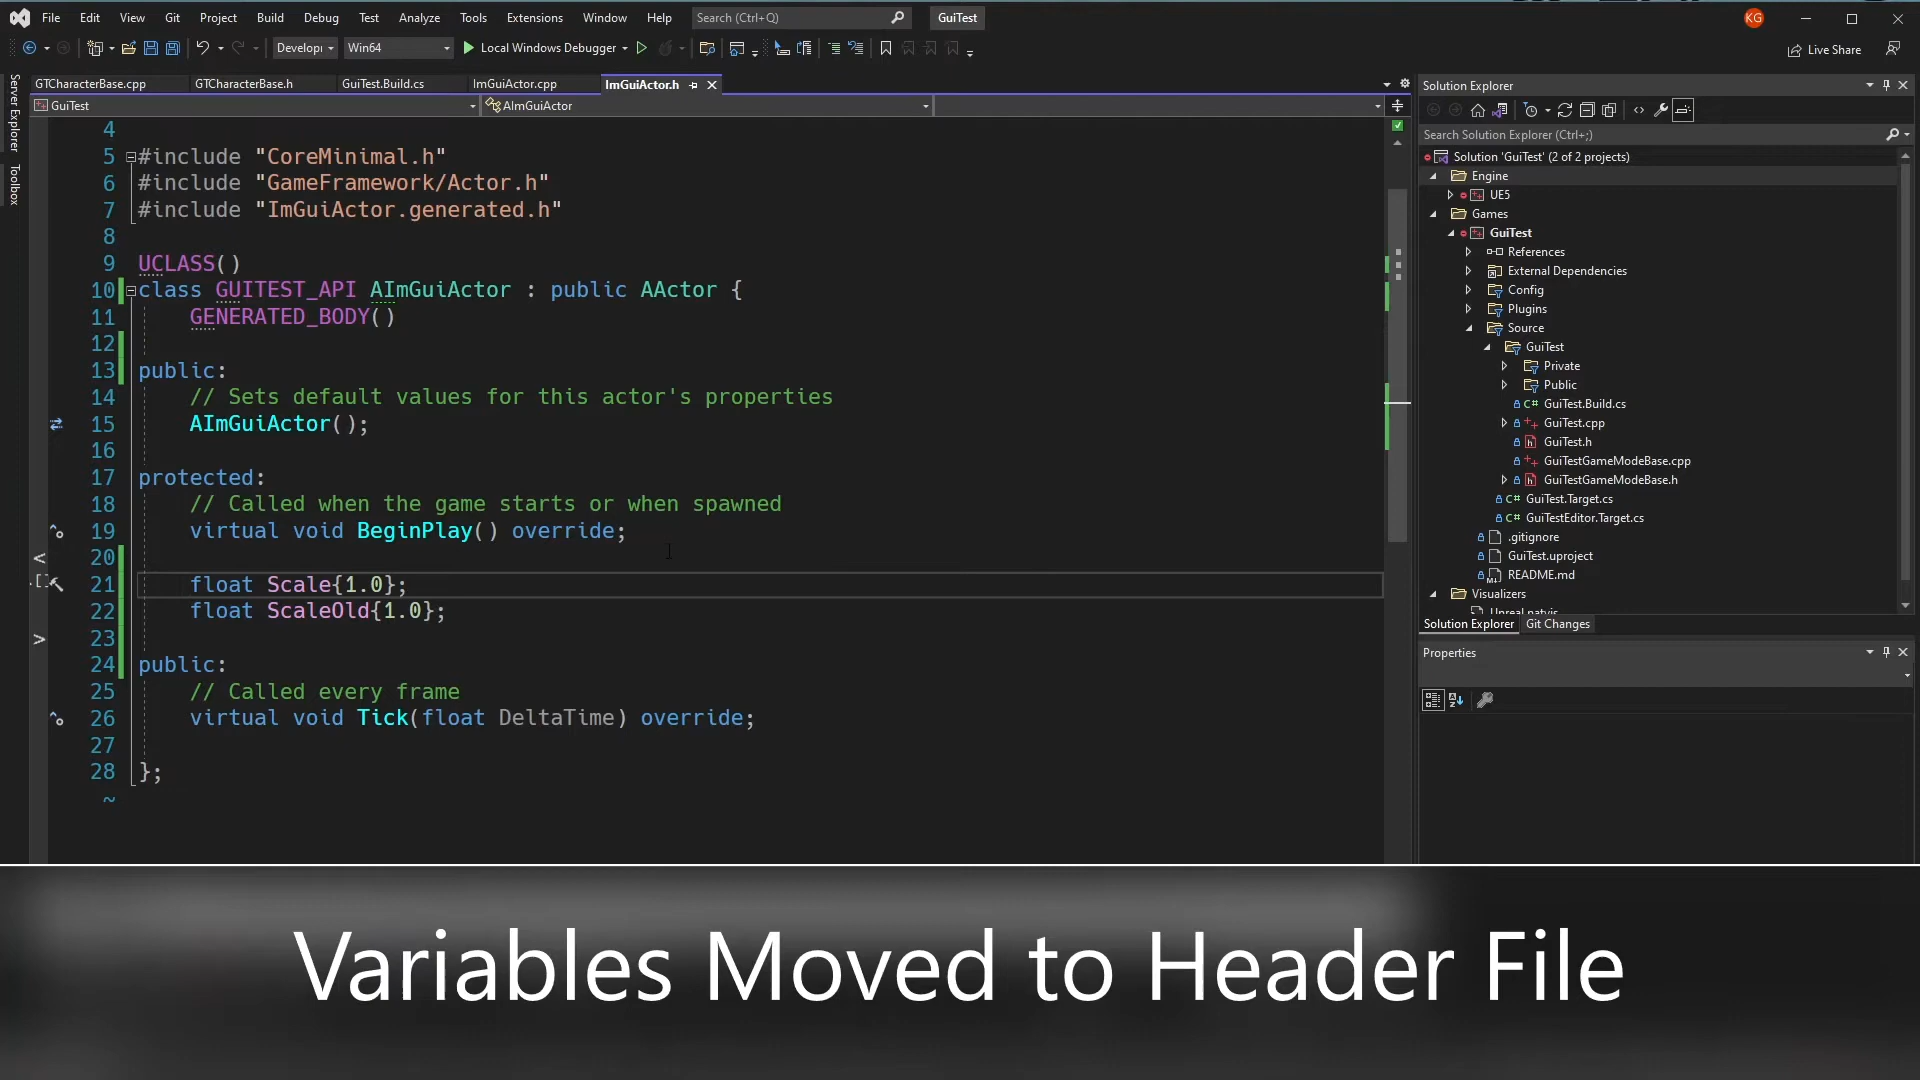 File Edit View Git Project Build Debug Test Analyze Tools Extensions Window Help Search (Ctrl+Q) GuiTest KG
Develop Win64 Local Windows Debugger Live Share
Server Explorer
Toolbox
GTCharacterBase.cpp GTCharacterBase.h GuiTest.Build.cs ImGuiActor.cpp ImGuiActor.h
GuiTest AImGuiActor
4
5 #include "CoreMinimal.h"
6 #include "GameFramework/Actor.h"
7 #include "ImGuiActor.generated.h"
8
9 UCLASS()
10 class GUITEST_API AImGuiActor : public AActor {
11 GENERATED_BODY()
12
13 public:
14 // Sets default values for this actor's properties
15 AImGuiActor();
16
17 protected:
18 // Called when the game starts or when spawned
19 virtual void BeginPlay() override;
20
21 float Scale{1.0};
22 float ScaleOld{1.0};
23
24 public:
25 // Called every frame
26 virtual void Tick(float DeltaTime) override;
27
28 };
~
Solution Explorer
Search Solution Explorer (Ctrl+;)
Solution 'GuiTest' (2 of 2 projects)
Engine
UE5
Games
GuiTest
References
External Dependencies
Config
Plugins
Source
GuiTest
Private
Public
GuiTest.Build.cs
GuiTest.cpp
GuiTest.h
GuiTestGameModeBase.cpp
GuiTestGameModeBase.h
GuiTest.Target.cs
GuiTestEditor.Target.cs
.gitignore
GuiTest.uproject
README.md
Visualizers
Unreal.natvis
Solution Explorer Git Changes
Properties
Variables Moved to Header File